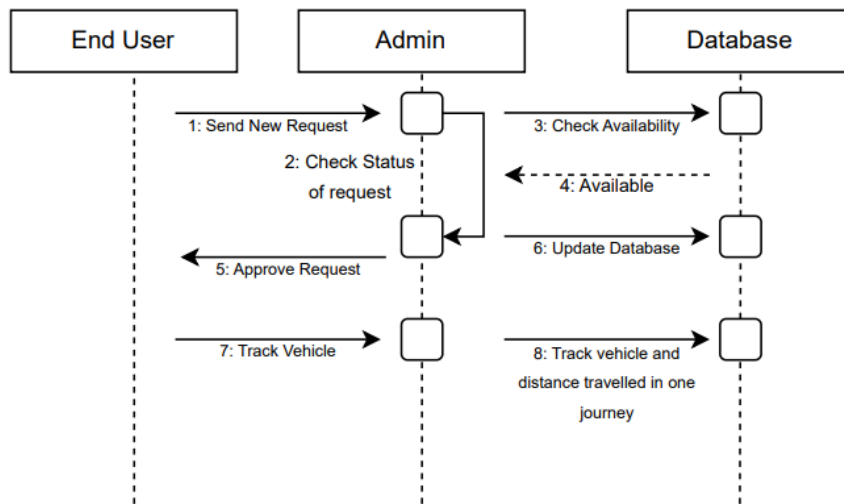 End User
Admin
Database
1: Send New Request
3: Check Availability
2: Check Status
of request
4: Available
5: Approve Request
6: Update Database
7: Track Vehicle
8: Track vehicle and
distance travelled in one
journey